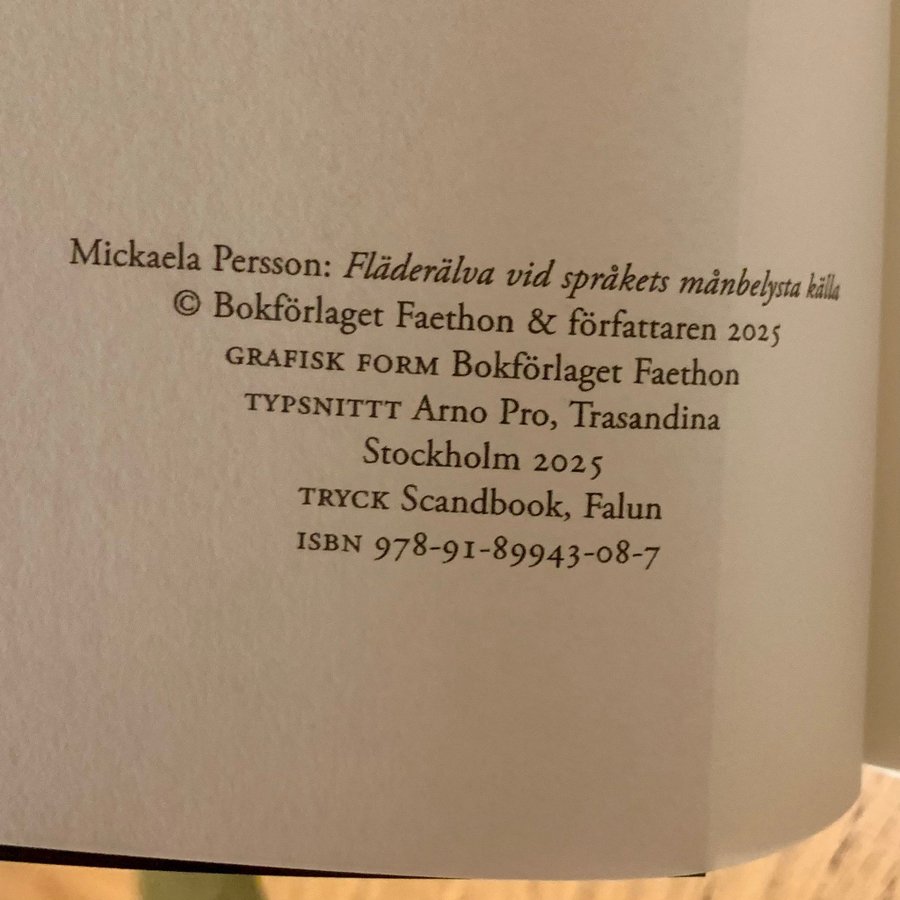 Mickaela Persson: Fläderälva vid språkets månbelysta källa
© Bokförlaget Faethon & författaren 2025
GRAFISK FORM Bokförlaget Faethon
TYPSNITTT Arno Pro, Trasandina
Stockholm 2025
TRYCK Scandbook, Falun
ISBN 978-91-89943-08-7